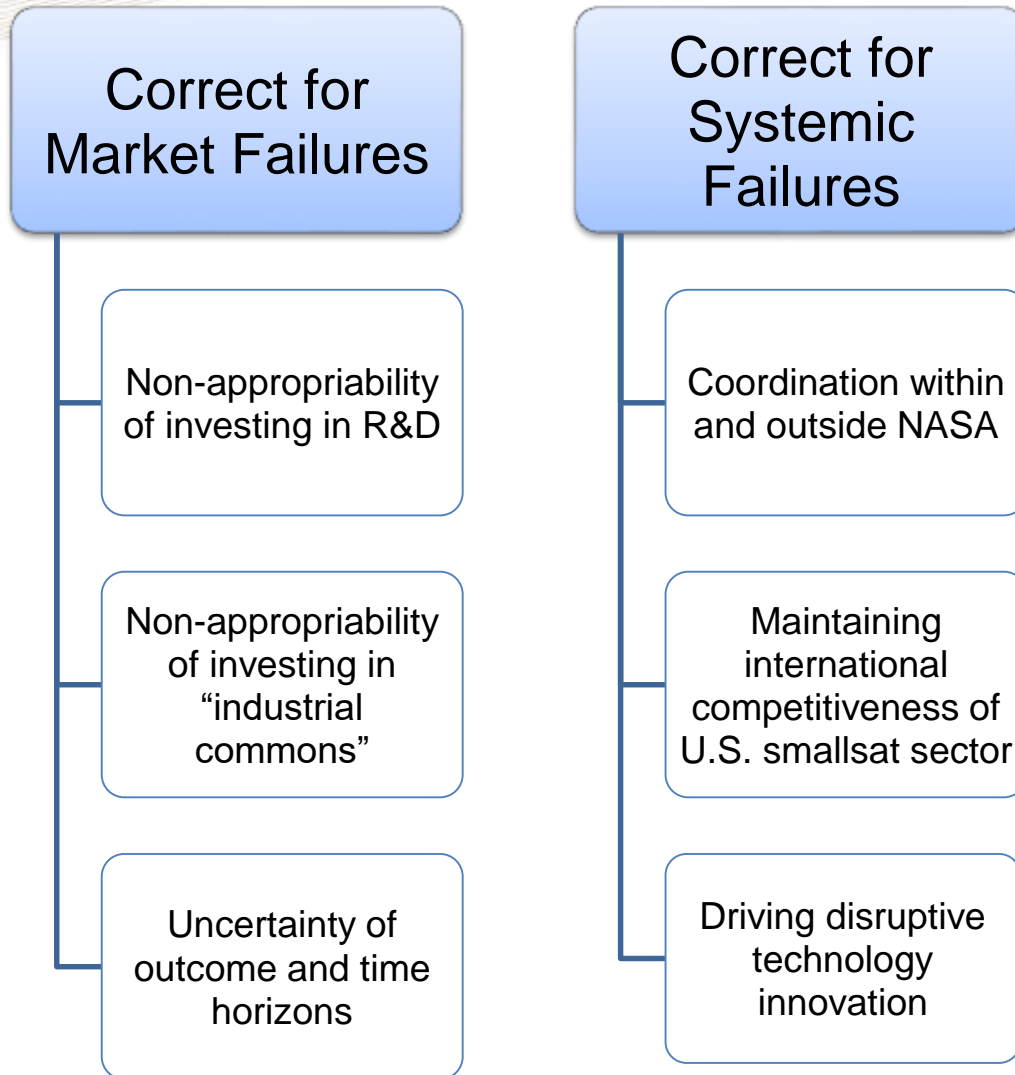 Correct for
Market Failures
Non-appropriability
of investing in R&D
Non-appropriability
of investing in
“industrial
commons”
Uncertainty of
outcome and time
horizons
Correct for
Systemic
Failures
Coordination within
and outside NASA
Maintaining
international
competitiveness of
U.S. smallsat sector
Driving disruptive
technology
innovation